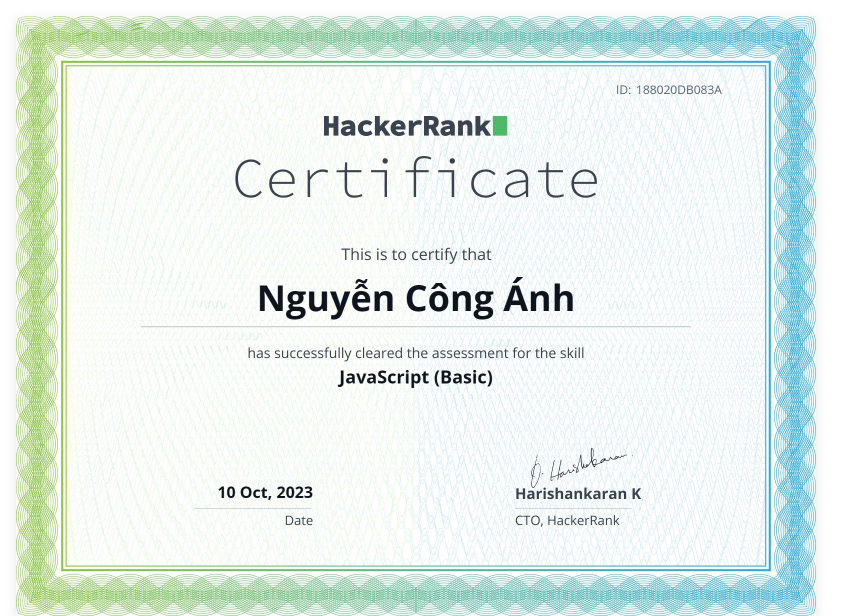 ID: 188020DB083A
HackerRank
Certificate
This is to certify that
Nguyễn Công Ánh
has successfully cleared the assessment for the skill
JavaScript (Basic)
10 Oct, 2023
Date
D. Harishankaran
Harishankaran K
CTO, HackerRank